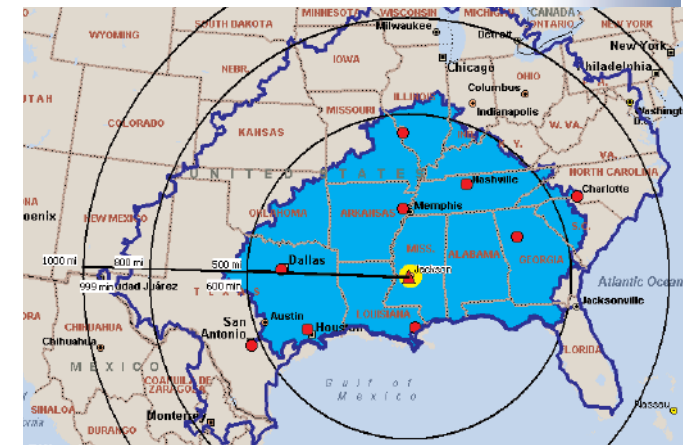 MINNESOTA
WISCONSIN
MICHIGAN
CANADA
ONTARIO
NEW YORK
SOUTH DAKOTA
Milwaukee
Detroit
WYOMING
New York
Chicago
Philadelphia
IOWA
NEBR.
OHIO
Columbus
UTAH
ILLINOIS
Indianapolis
Washington
D.C.
MISSOURI
COLORADO
W. VA
KANSAS
VA.
UNITED STATES
NORTH CAROLINA
Nashville
Charlotte
OKLAHOMA
ARKANSAS
Memphis
S.C.
oenix
NEW MEXICO
MISS.
ALABAMA
GEORGIA
1000 mi
800 mi
500 mi
Dallas
Jackson
999 min
udad Juárez
600 min
TEXAS
Atlantic Ocean
Jacksonville
LOUISIANA
Austin
Houston
CHIHUAHUA
San
Antonio
Chihuahua
FLORIDA
MEXICO
COAHUILA DE
ZARAGOZA
Gulf of
Mexico
SINALOA
Monterrey
Nassau
DURANGO